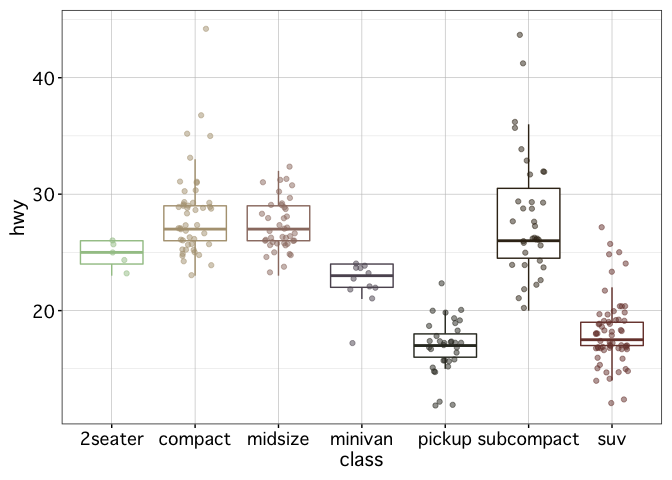 40
30
20
hwy
2seater compact midsize minivan pickup subcompact suv
class